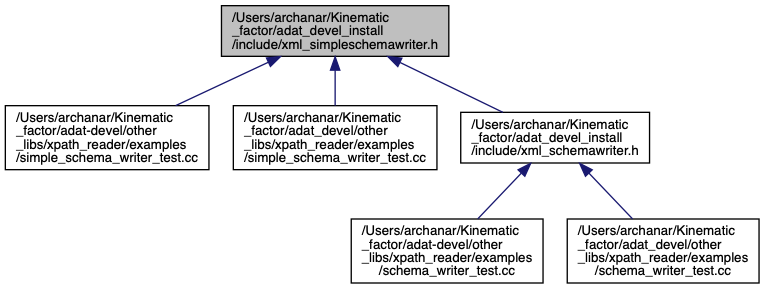 /Users/archanar/Kinematic
_factor/adat_devel_install
/include/xml_simpleschemawriter.h
/Users/archanar/Kinematic
_factor/adat-devel/other
_libs/xpath_reader/examples
/simple_schema_writer_test.cc
/Users/archanar/Kinematic
_factor/adat_devel/other
_libs/xpath_reader/examples
/simple_schema_writer_test.cc
/Users/archanar/Kinematic
_factor/adat_devel_install
/include/xml_schemawriter.h
/Users/archanar/Kinematic
_factor/adat-devel/other
_libs/xpath_reader/examples
/schema_writer_test.cc
/Users/archanar/Kinematic
_factor/adat_devel/other
_libs/xpath_reader/examples
/schema_writer_test.cc